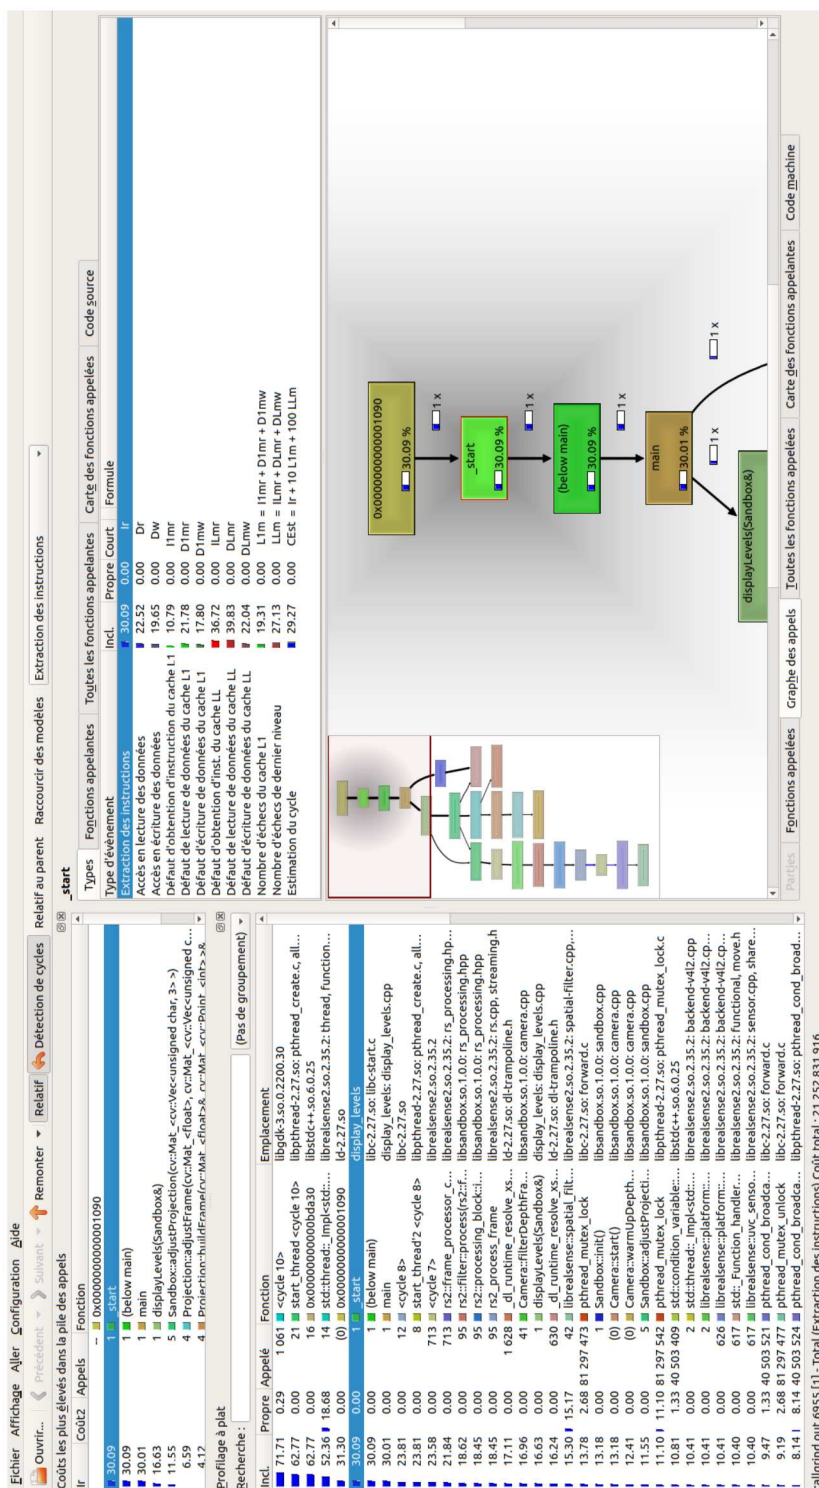 Fichier Affichage Aller Configuration Aide
Ouvrir... Précédent Suivant Remonter Relatif Détection de cycles Relatif au parent Raccourcir des modèles Extraction des instructions
Coûts les plus élevés dans la pile des appels
Ir Coût2 Appels Fonction
-- 0x0000000000001090
30.09 1 _start
30.09 1 (below main)
30.01 1 main
16.63 1 displayLevels(Sandbox&)
11.55 5 Sandbox::adjustProjection(cv::Mat_<cv::Vec<unsigned char, 3> >)
6.59 4 Projection::adjustFrame(cv::Mat_<float>, cv::Mat_<cv::Vec<unsigned c...
4.12 4 Projection::buildFrame(cv::Mat_<float>&, cv::Mat_<cv::Point_<int> >&
Profilage à plat
Recherche : (Pas de groupement)
Incl. Propre Appelé Fonction Emplacement
71.71 0.29 1 061 <cycle 10> libgdk-3.so.0.2200.30
62.77 0.00 21 start_thread <cycle 10> libpthread-2.27.so: pthread_create.c, all...
62.77 0.00 16 0x00000000000bda30 libstdc++.so.6.0.25
52.36 18.68 14 std::thread::_Impl<std::... librealsense2.so.2.35.2: thread, function...
31.30 0.00 (0) 0x0000000000001090 ld-2.27.so
30.09 0.00 1 _start display_levels
30.09 0.00 1 (below main) libc-2.27.so: libc-start.c
30.01 0.00 1 main display_levels: display_levels.cpp
23.81 0.00 12 <cycle 8> libc-2.27.so
23.81 0.00 8 start_thread'2 <cycle 8> libpthread-2.27.so: pthread_create.c, all...
23.58 0.00 713 <cycle 7> librealsense2.so.2.35.2
21.84 0.00 713 rs2::frame_processor_c... librealsense2.so.2.35.2: rs_processing.hp...
18.62 0.00 95 rs2::filter::process(rs2::f... libsandbox.so.1.0.0: rs_processing.hpp
18.45 0.00 95 rs2::processing_block::i... libsandbox.so.1.0.0: rs_processing.hpp
18.45 0.00 95 rs2_process_frame librealsense2.so.2.35.2: rs.cpp, streaming.h
17.11 0.00 1 628 _dl_runtime_resolve_xs... ld-2.27.so: dl-trampoline.h
16.96 0.00 41 Camera::filterDepthFra... libsandbox.so.1.0.0: camera.cpp
16.63 0.00 1 displayLevels(Sandbox&) display_levels: display_levels.cpp
16.24 0.00 630 _dl_runtime_resolve_xs... ld-2.27.so: dl-trampoline.h
15.30 15.17 42 librealsense::spatial_filt... librealsense2.so.2.35.2: spatial-filter.cpp,...
13.78 2.68 81 297 473 pthread_mutex_lock libc-2.27.so: forward.c
13.18 0.00 1 Sandbox::init() libsandbox.so.1.0.0: sandbox.cpp
13.18 0.00 (0) Camera::start() libsandbox.so.1.0.0: camera.cpp
12.41 0.00 (0) Camera::warmUpDepth... libsandbox.so.1.0.0: camera.cpp
11.55 0.00 5 Sandbox::adjustProjecti... libsandbox.so.1.0.0: sandbox.cpp
11.10 11.10 81 297 542 pthread_mutex_lock libpthread-2.27.so: pthread_mutex_lock.c
10.81 1.33 40 503 409 std::condition_variable::... libstdc++.so.6.0.25
10.41 0.00 2 std::thread::_Impl<std::... librealsense2.so.2.35.2: backend-v4l2.cpp
10.41 0.00 2 librealsense::platform::... librealsense2.so.2.35.2: backend-v4l2.cpp
10.41 0.00 626 librealsense::platform::... librealsense2.so.2.35.2: backend-v4l2.cpp...
10.40 0.00 617 std::_Function_handler... librealsense2.so.2.35.2: functional, move.h
10.40 0.00 617 librealsense::uvc_senso... librealsense2.so.2.35.2: sensor.cpp, share...
9.47 1.33 40 503 521 pthread_cond_broadca... libc-2.27.so: forward.c
9.19 2.68 81 297 477 pthread_mutex_unlock libc-2.27.so: forward.c
8.14 8.14 40 503 524 pthread_cond_broadca... libpthread-2.27.so: pthread_cond_broad...
callgrind.out.6955 [1] - Total (Extraction des instructions) Coût total : 21 252 831 916
_start
Types Fonctions appelantes Toutes les fonctions appelantes Carte des fonctions appelées Code source
Type d'évènement Incl. Propre Court Formule
Extraction des instructions 30.09 0.00 Ir
Accès en lecture des données 22.52 0.00 Dr
Accès en écriture des données 19.65 0.00 Dw
Défaut d'obtention d'instruction du cache L1 10.79 0.00 I1mr
Défaut de lecture de données du cache L1 21.78 0.00 D1mr
Défaut d'écriture de données du cache L1 17.80 0.00 D1mw
Défaut d'obtention d'inst. du cache LL 36.72 0.00 ILmr
Défaut de lecture de données du cache LL 39.83 0.00 DLmr
Défaut d'écriture de données du cache LL 22.04 0.00 DLmw
Nombre d'échecs du cache L1 19.31 0.00 L1m = I1mr + D1mr + D1mw
Nombre d'échecs de dernier niveau 27.13 0.00 LLm = ILmr + DLmr + DLmw
Estimation du cycle 29.27 0.00 CEst = Ir + 10 L1m + 100 LLm
0x0000000000001090
30.09 %
1 x
_start
30.09 %
1 x
(below main)
30.09 %
1 x
main
30.01 %
1 x
1 x
displayLevels(Sandbox&)
Parties Fonctions appelées Graphe des appels Toutes les fonctions appelées Carte des fonctions appelantes Code machine